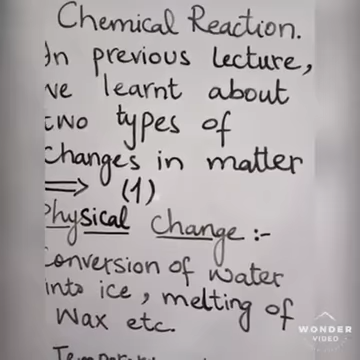 Chemical Reaction.
In previous lecture,
we learnt about
two types of
changes in matter
⇒ (1)
Physical Change :-
Conversion of water
into ice, melting of
Wax etc.
WONDER
VIDEO